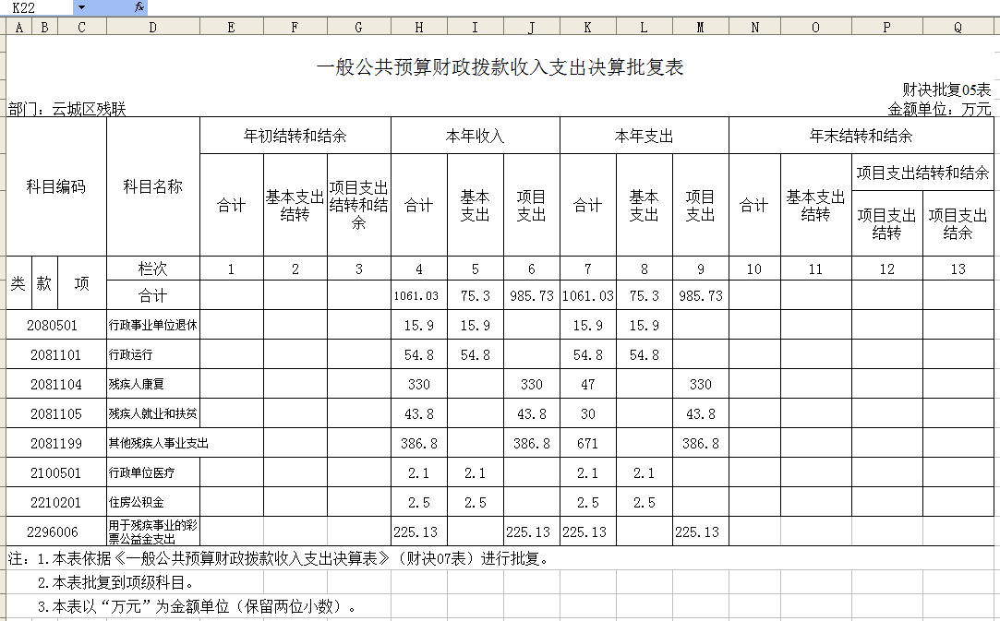 K22 fx
A B C D E F G H I J K L M N O P Q
一般公共预算财政拨款收入支出决算批复表
财决批复05表
部门: 云城区残联 金额单位: 万元
科目编码 科目名称 年初结转和结余 本年收入 本年支出 年末结转和结余
合计 基本支出结转 项目支出结转和结余 合计 基本支出 项目支出 合计 基本支出 项目支出 合计 基本支出结转 项目支出结转和结余
项目支出结转 项目支出结余
类 款 项 栏次 1 2 3 4 5 6 7 8 9 10 11 12 13
合计 1061.03 75.3 985.73 1061.03 75.3 985.73
2080501 行政事业单位退休 15.9 15.9 15.9 15.9
2081101 行政运行 54.8 54.8 54.8 54.8
2081104 残疾人康复 330 330 47 330
2081105 残疾人就业和扶贫 43.8 43.8 30 43.8
2081199 其他残疾人事业支出 386.8 386.8 671 386.8
2100501 行政单位医疗 2.1 2.1 2.1 2.1
2210201 住房公积金 2.5 2.5 2.5 2.5
2296006 用于残疾事业的彩票公益金支出 225.13 225.13 225.13 225.13
注: 1.本表依据《一般公共预算财政拨款收入支出决算表》（财决07表）进行批复。
2.本表批复到项级科目。
3.本表以“万元”为金额单位（保留两位小数）。